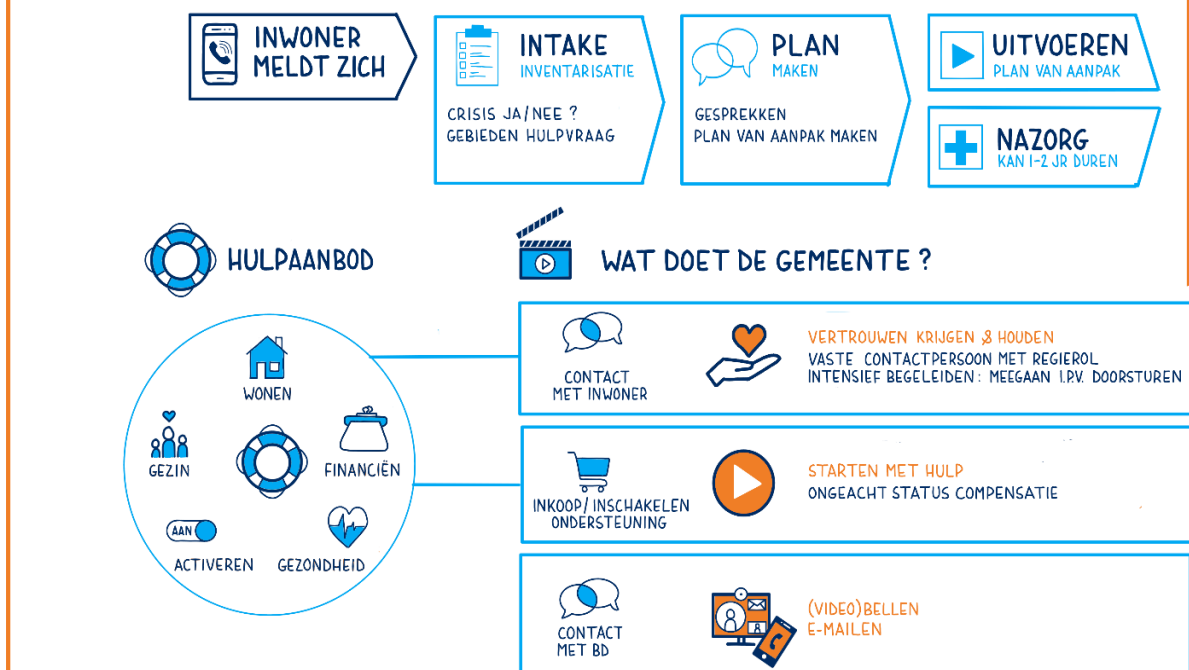 INWONER
MELDT ZICH
INTAKE
INVENTARISATIE
CRISIS JA/NEE ?
GEBIEDEN HULPVRAAG
PLAN
MAKEN
GESPREKKEN
PLAN VAN AANPAK MAKEN
UITVOEREN
PLAN VAN AANPAK
NAZORG
KAN 1-2 JR DUREN
HULPAANBOD
WONEN
GEZIN
FINANCIËN
AAN
ACTIVEREN
GEZONDHEID
WAT DOET DE GEMEENTE ?
CONTACT
MET INWONER
VERTROUWEN KRIJGEN & HOUDEN
VASTE CONTACTPERSOON MET REGIEROL
INTENSIEF BEGELEIDEN: MEEGAAN I.P.V. DOORSTUREN
INKOOP/INSCHAKELEN
ONDERSTEUNING
STARTEN MET HULP
ONGEACHT STATUS COMPENSATIE
CONTACT
MET BD
(VIDEO)BELLEN
E-MAILEN